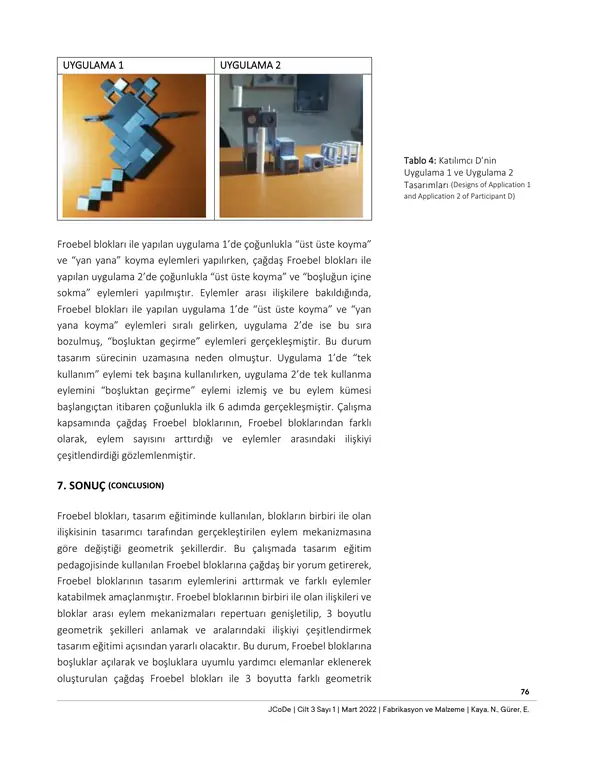 UYGULAMA 1
UYGULAMA 2
Tablo 4: Katılımcı D'nin
Uygulama 1 ve Uygulama 2
Tasarımları (Designs of Application 1
and Application 2 of Participant D)
Froebel blokları ile yapılan uygulama 1'de çoğunlukla “üst üste koyma”
ve “yan yana” koyma eylemleri yapılırken, çağdaş Froebel blokları ile
yapılan uygulama 2'de çoğunlukla “üst üste koyma” ve “boşluğun içine
sokma” eylemleri yapılmıştır. Eylemler arası ilişkilere bakıldığında,
Froebel blokları ile yapılan uygulama 1'de “üst üste koyma” ve “yan
yana koyma” eylemleri sıralı gelirken, uygulama 2'de ise bu sıra
bozulmuş, “boşluktan geçirme” eylemleri gerçekleşmiştir. Bu durum
tasarım sürecinin uzamasına neden olmuştur. Uygulama 1'de “tek
kullanım” eylemi tek başına kullanılırken, uygulama 2'de tek kullanma
eylemini “boşluktan geçirme” eylemi izlemiş ve bu eylem kümesi
başlangıçtan itibaren çoğunlukla ilk 6 adımda gerçekleşmiştir. Çalışma
kapsamında çağdaş Froebel bloklarının, Froebel bloklarından farklı
olarak, eylem sayısını arttırdığı ve eylemler arasındaki ilişkiyi
çeşitlendirdiği gözlemlenmiştir.
7. SONUÇ (CONCLUSION)
Froebel blokları, tasarım eğitiminde kullanılan, blokların birbiri ile olan
ilişkisinin tasarımcı tarafından gerçekleştirilen eylem mekanizmasına
göre değiştiği geometrik şekillerdir. Bu çalışmada tasarım eğitim
pedagojisinde kullanılan Froebel bloklarına çağdaş bir yorum getirerek,
Froebel bloklarının tasarım eylemlerini arttırmak ve farklı eylemler
katabilmek amaçlanmıştır. Froebel bloklarının birbiri ile olan ilişkileri ve
bloklar arası eylem mekanizmaları repertuarı genişletilip, 3 boyutlu
geometrik şekilleri anlamak ve aralarındaki ilişkiyi çeşitlendirmek
tasarım eğitimi açısından yararlı olacaktır. Bu durum, Froebel bloklarına
boşluklar açılarak ve boşluklara uyumlu yardımcı elemanlar eklenerek
oluşturulan çağdaş Froebel blokları ile 3 boyutta farklı geometrik
76
JCoDe | Cilt 3 Sayı 1 | Mart 2022 | Fabrikasyon ve Malzeme | Kaya, N., Gürer, E.